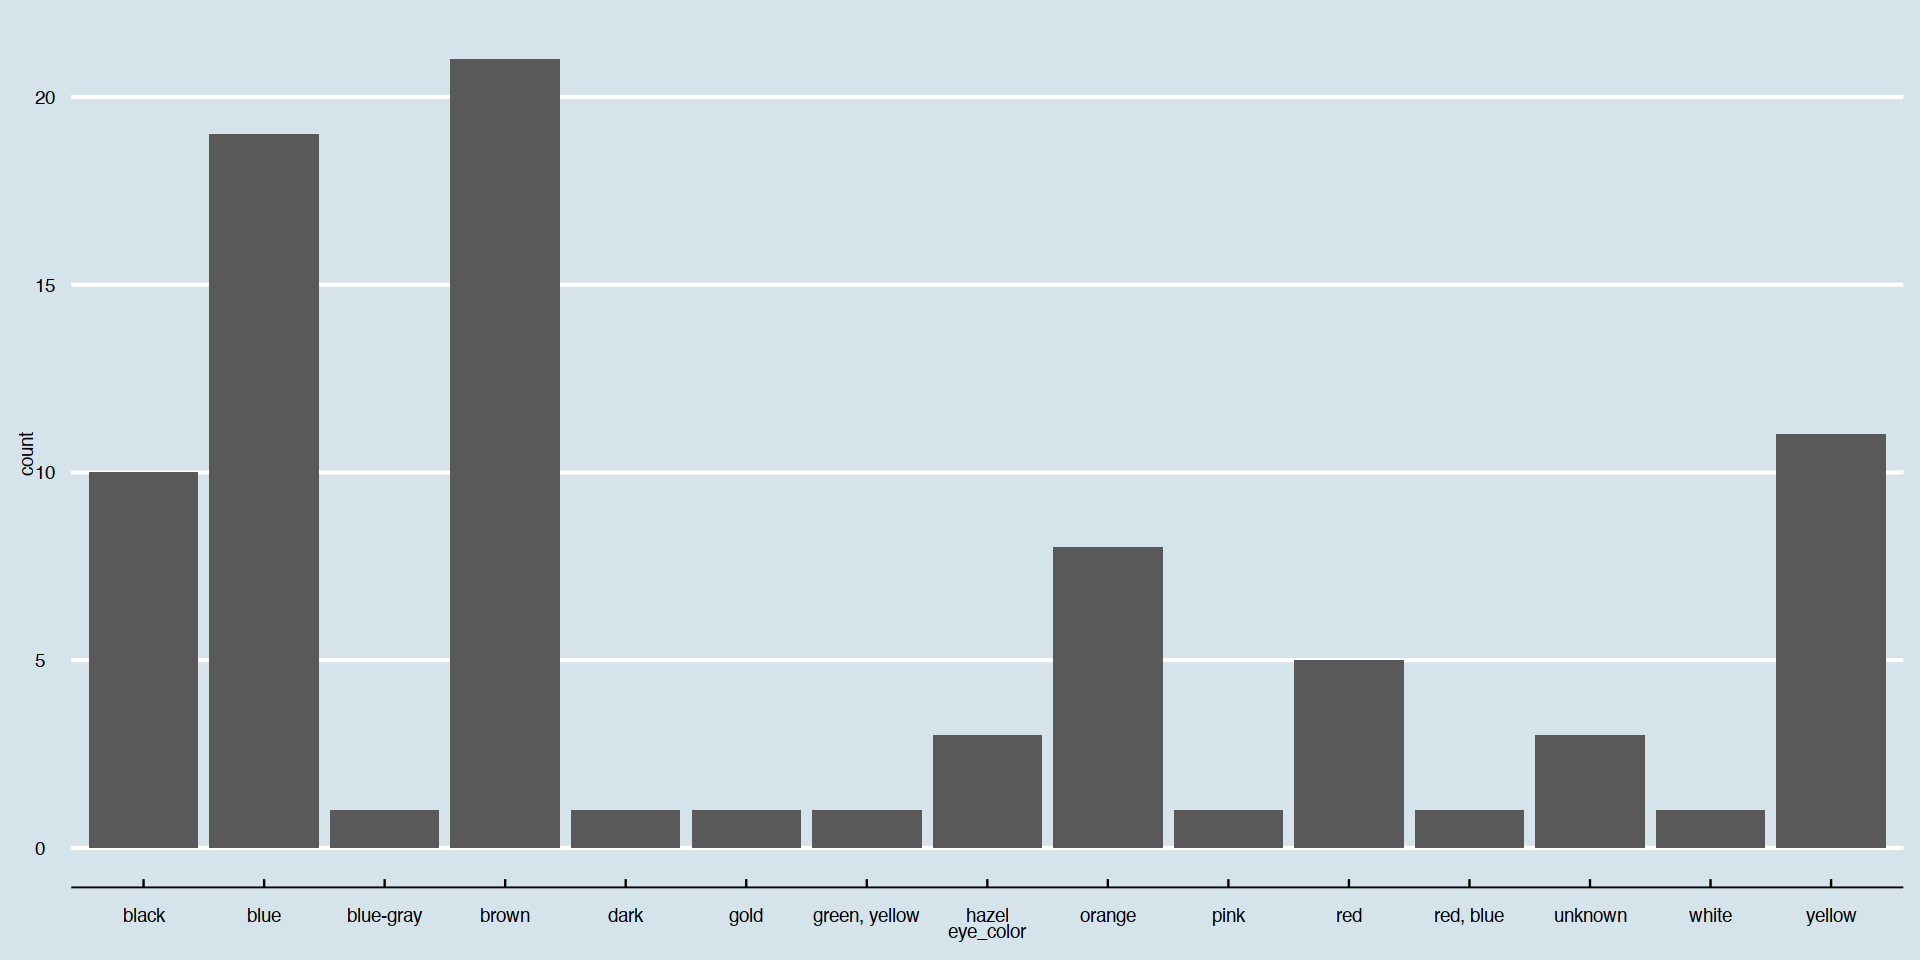 20
15
count
10
5
0
black blue blue-gray brown dark gold green, yellow hazel orange pink red red, blue unknown white yellow
eye_color